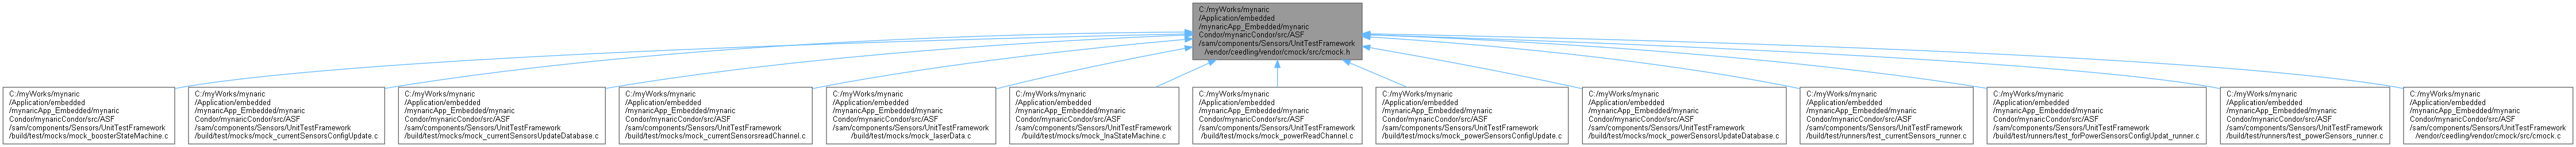 C:/myWorks/mynaric
/Application/embedded
/mynaricApp_Embedded/mynaric
Condor/mynaricCondor/src/ASF
/sam/components/Sensors/UnitTestFramework
/vendor/ceedling/vendor/cmock/src/cmock.h
C:/myWorks/mynaric
/Application/embedded
/mynaricApp_Embedded/mynaric
Condor/mynaricCondor/src/ASF
/sam/components/Sensors/UnitTestFramework
/build/test/mocks/mock_boosterStateMachine.c
C:/myWorks/mynaric
/Application/embedded
/mynaricApp_Embedded/mynaric
Condor/mynaricCondor/src/ASF
/sam/components/Sensors/UnitTestFramework
/build/test/mocks/mock_currentSensorsConfigUpdate.c
C:/myWorks/mynaric
/Application/embedded
/mynaricApp_Embedded/mynaric
Condor/mynaricCondor/src/ASF
/sam/components/Sensors/UnitTestFramework
/build/test/mocks/mock_currentSensorsUpdateDatabase.c
C:/myWorks/mynaric
/Application/embedded
/mynaricApp_Embedded/mynaric
Condor/mynaricCondor/src/ASF
/sam/components/Sensors/UnitTestFramework
/build/test/mocks/mock_currentSensorsreadChannel.c
C:/myWorks/mynaric
/Application/embedded
/mynaricApp_Embedded/mynaric
Condor/mynaricCondor/src/ASF
/sam/components/Sensors/UnitTestFramework
/build/test/mocks/mock_laserData.c
C:/myWorks/mynaric
/Application/embedded
/mynaricApp_Embedded/mynaric
Condor/mynaricCondor/src/ASF
/sam/components/Sensors/UnitTestFramework
/build/test/mocks/mock_lnaStateMachine.c
C:/myWorks/mynaric
/Application/embedded
/mynaricApp_Embedded/mynaric
Condor/mynaricCondor/src/ASF
/sam/components/Sensors/UnitTestFramework
/build/test/mocks/mock_powerReadChannel.c
C:/myWorks/mynaric
/Application/embedded
/mynaricApp_Embedded/mynaric
Condor/mynaricCondor/src/ASF
/sam/components/Sensors/UnitTestFramework
/build/test/mocks/mock_powerSensorsConfigUpdate.c
C:/myWorks/mynaric
/Application/embedded
/mynaricApp_Embedded/mynaric
Condor/mynaricCondor/src/ASF
/sam/components/Sensors/UnitTestFramework
/build/test/mocks/mock_powerSensorsUpdateDatabase.c
C:/myWorks/mynaric
/Application/embedded
/mynaricApp_Embedded/mynaric
Condor/mynaricCondor/src/ASF
/sam/components/Sensors/UnitTestFramework
/build/test/runners/test_currentSensors_runner.c
C:/myWorks/mynaric
/Application/embedded
/mynaricApp_Embedded/mynaric
Condor/mynaricCondor/src/ASF
/sam/components/Sensors/UnitTestFramework
/build/test/runners/test_forPowerSensorsConfigUpdat_runner.c
C:/myWorks/mynaric
/Application/embedded
/mynaricApp_Embedded/mynaric
Condor/mynaricCondor/src/ASF
/sam/components/Sensors/UnitTestFramework
/build/test/runners/test_powerSensors_runner.c
C:/myWorks/mynaric
/Application/embedded
/mynaricApp_Embedded/mynaric
Condor/mynaricCondor/src/ASF
/sam/components/Sensors/UnitTestFramework
/vendor/ceedling/vendor/cmock/src/cmock.c